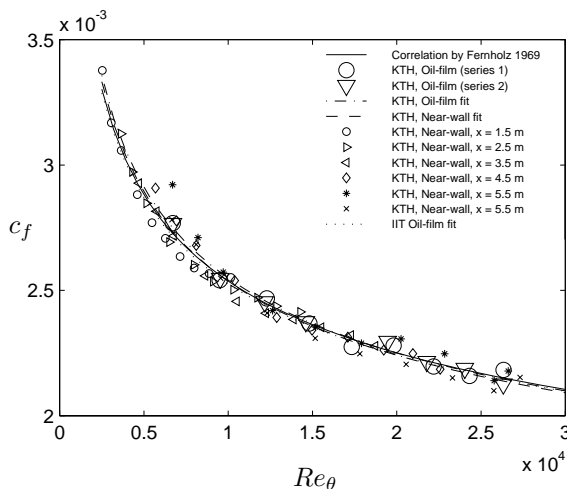 x 10⁻³
3.5
3
2.5
2
c_f
Correlation by Fernholz 1969
KTH, Oil-film (series 1)
KTH, Oil-film (series 2)
KTH, Oil-film fit
KTH, Near-wall fit
KTH, Near-wall, x = 1.5 m
KTH, Near-wall, x = 2.5 m
KTH, Near-wall, x = 3.5 m
KTH, Near-wall, x = 4.5 m
KTH, Near-wall, x = 5.5 m
KTH, Near-wall, x = 5.5 m
IIT Oil-film fit
0 0.5 1 1.5 2 2.5 3
x 10⁴
Re_θ